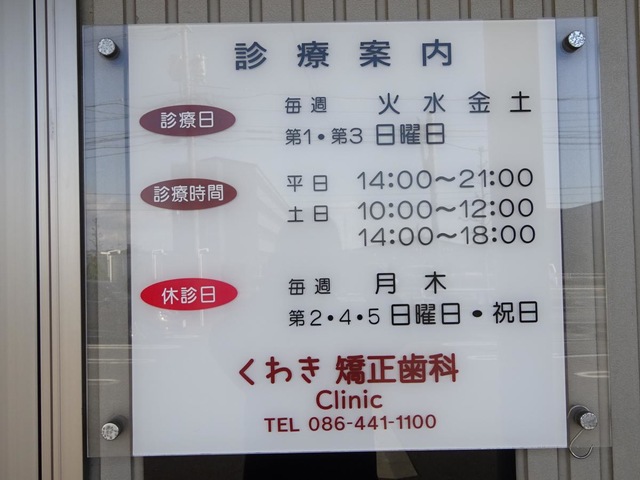 診療案内
診療日 毎週 火 水 金 土
第1・第3 日曜日
診療時間 平日 14:00～21:00
土日 10:00～12:00
14:00～18:00
休診日 毎週 月 木
第2・4・5 日曜日・祝日
くわき 矯正歯科
Clinic
TEL 086-441-1100